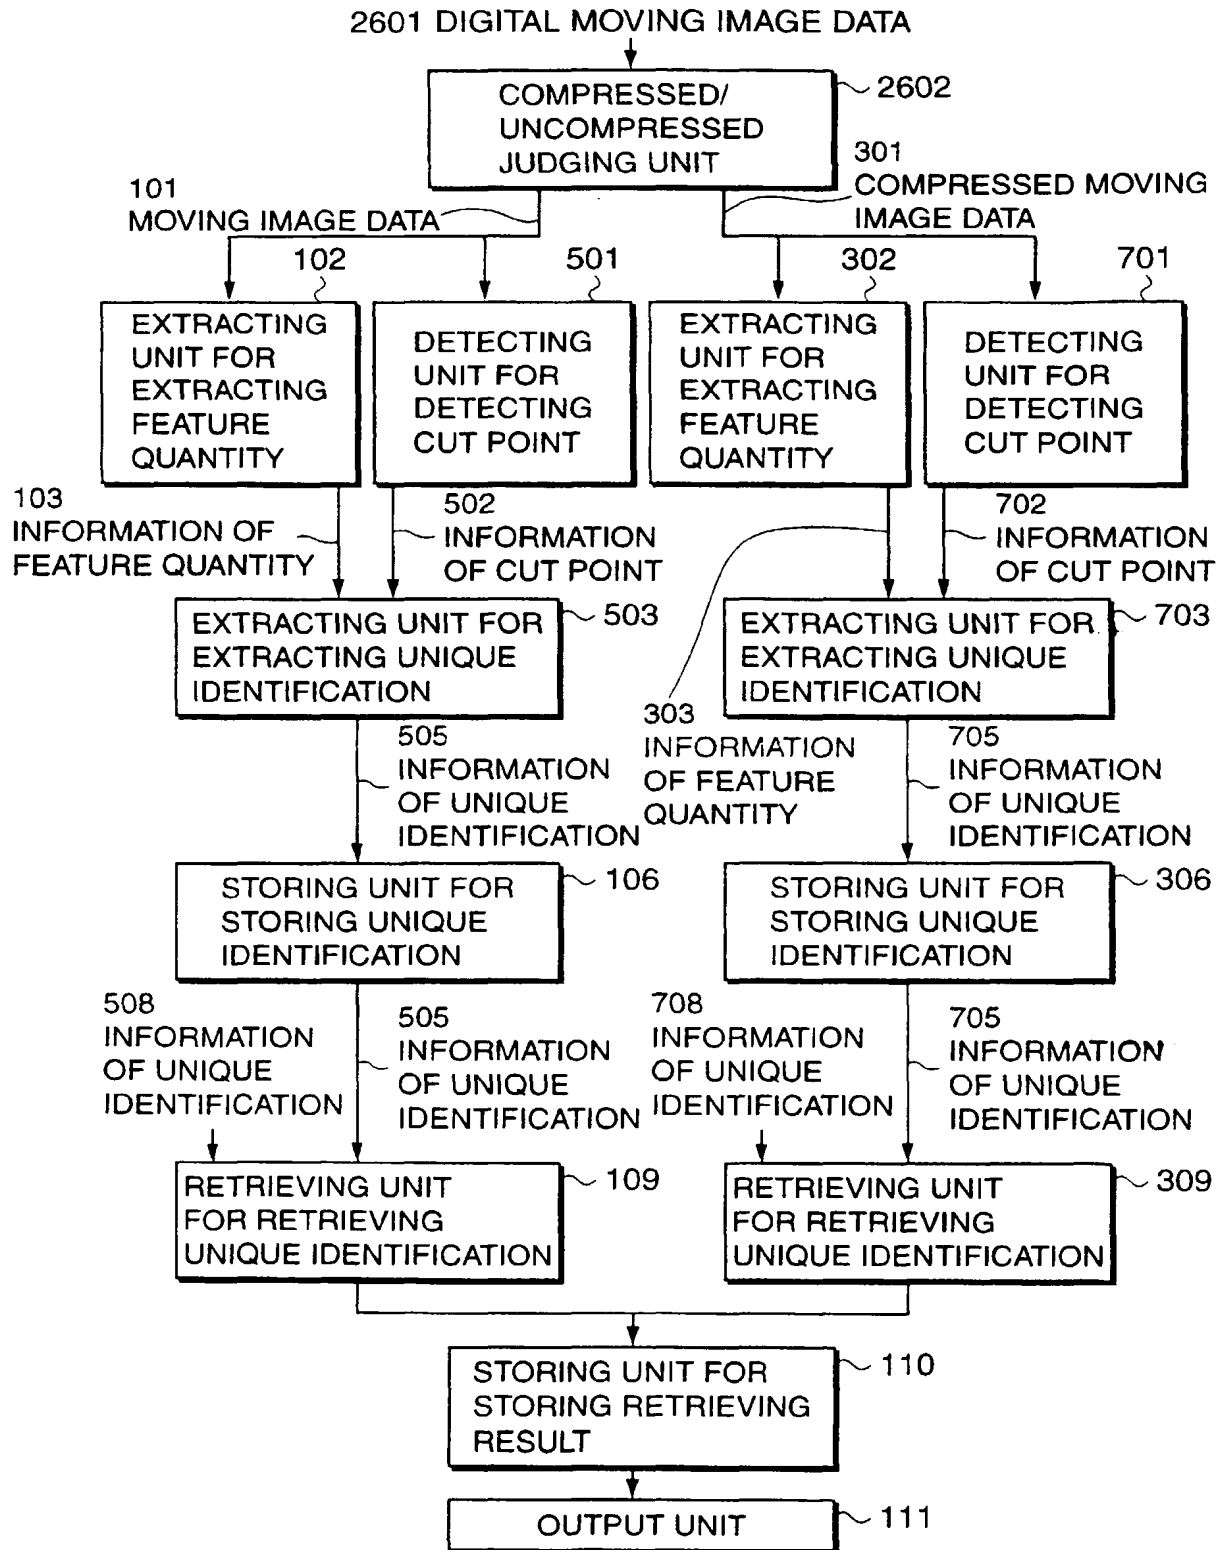 2601 DIGITAL MOVING IMAGE DATA
COMPRESSED/
UNCOMPRESSED
JUDGING UNIT
2602
101
MOVING IMAGE DATA
301
COMPRESSED MOVING
IMAGE DATA
102
EXTRACTING
UNIT FOR
EXTRACTING
FEATURE
QUANTITY
501
DETECTING
UNIT FOR
DETECTING
CUT POINT
302
EXTRACTING
UNIT FOR
EXTRACTING
FEATURE
QUANTITY
701
DETECTING
UNIT FOR
DETECTING
CUT POINT
103
INFORMATION OF
FEATURE QUANTITY
502
INFORMATION
OF CUT POINT
702
INFORMATION
OF CUT POINT
EXTRACTING UNIT FOR
EXTRACTING UNIQUE
IDENTIFICATION
503
EXTRACTING UNIT FOR
EXTRACTING UNIQUE
IDENTIFICATION
703
505
INFORMATION
OF UNIQUE
IDENTIFICATION
303
INFORMATION
OF FEATURE
QUANTITY
705
INFORMATION
OF UNIQUE
IDENTIFICATION
STORING UNIT FOR
STORING UNIQUE
IDENTIFICATION
106
STORING UNIT FOR
STORING UNIQUE
IDENTIFICATION
306
508
INFORMATION
OF UNIQUE
IDENTIFICATION
505
INFORMATION
OF UNIQUE
IDENTIFICATION
708
INFORMATION
OF UNIQUE
IDENTIFICATION
705
INFORMATION
OF UNIQUE
IDENTIFICATION
RETRIEVING UNIT
FOR RETRIEVING
UNIQUE IDENTIFICATION
109
RETRIEVING UNIT
FOR RETRIEVING
UNIQUE IDENTIFICATION
309
STORING UNIT FOR
STORING RETRIEVING
RESULT
110
OUTPUT UNIT
111